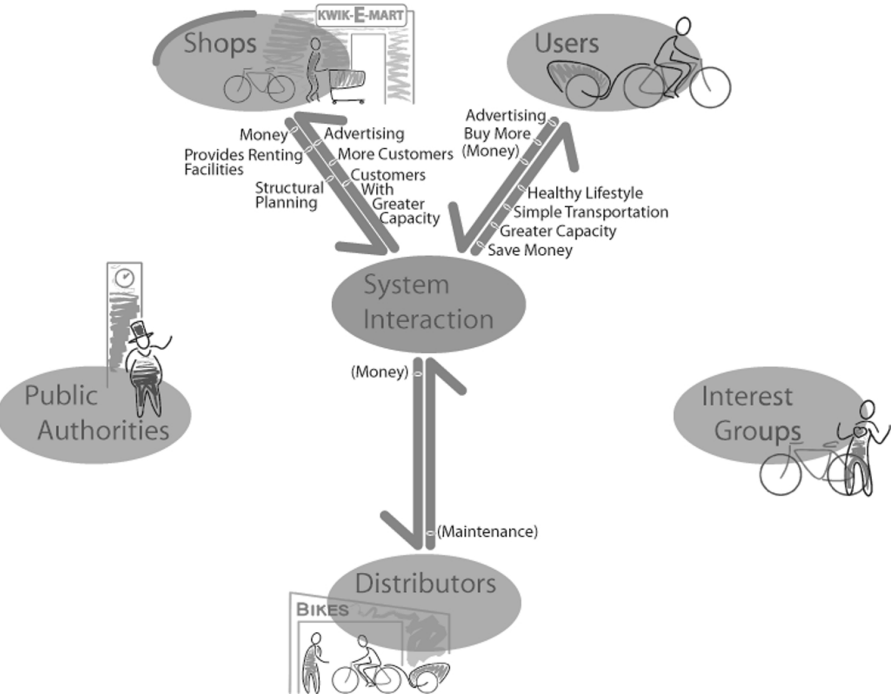 KWIK-E-MART
Shops
Users
Money
Provides Renting
Facilities
Structural
Planning
Advertising
More Customers
Customers
With
Greater
Capacity
Advertising
Buy More
(Money)
Healthy Lifestyle
Simple Transportation
Greater Capacity
Save Money
System
Interaction
Public
Authorities
Interest
Groups
(Money)
(Maintenance)
Distributors
BIKES